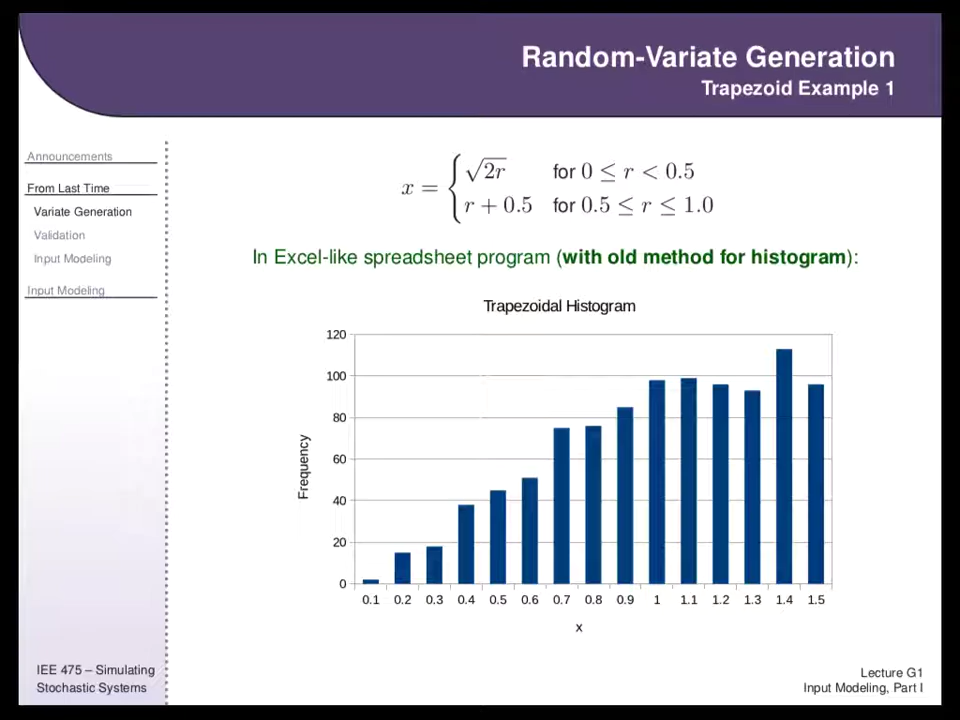 Random-Variate Generation
Trapezoid Example 1
Announcements
From Last Time
Variate Generation
Validation
Input Modeling
Input Modeling
x = { √2r for 0 ≤ r < 0.5
r + 0.5 for 0.5 ≤ r ≤ 1.0
In Excel-like spreadsheet program (with old method for histogram):
Trapezoidal Histogram
120
100
80
60
40
20
0
Frequency
0.1 0.2 0.3 0.4 0.5 0.6 0.7 0.8 0.9 1 1.1 1.2 1.3 1.4 1.5
x
IEE 475 – Simulating
Stochastic Systems
Lecture G1
Input Modeling, Part I